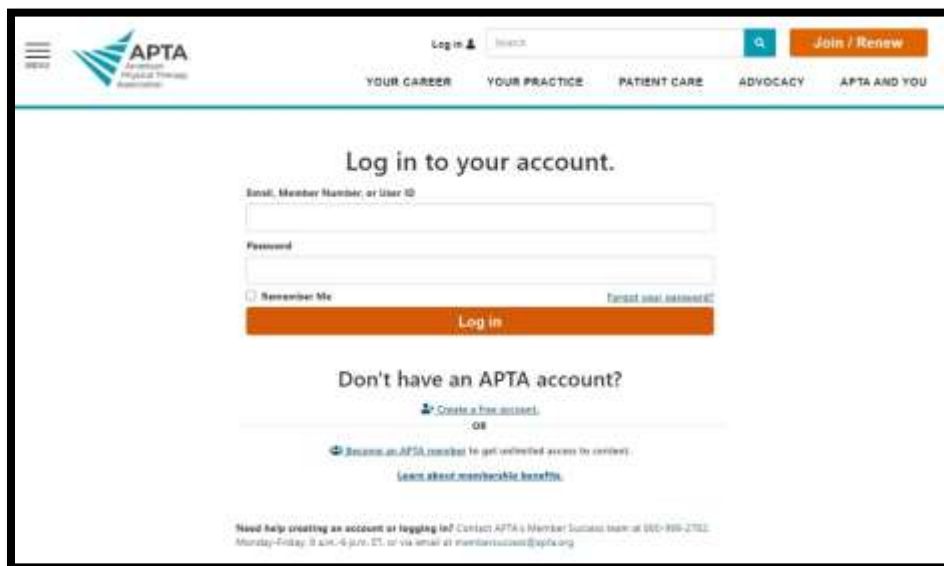 MENU
APTA
American
Physical Therapy
Association
Log in
Search
Join / Renew
YOUR CAREER YOUR PRACTICE PATIENT CARE ADVOCACY APTA AND YOU
Log in to your account.
Email, Member Number, or User ID
Password
Remember Me
Forgot your password?
Log in
Don't have an APTA account?
Create a free account.
OR
Become an APTA member to get unlimited access to content.
Learn about membership benefits.
Need help creating an account or logging in? Contact APTA's Member Success team at 800-999-2782,
Monday-Friday, 8 a.m.-6 p.m. ET, or via email at membersuccess@apta.org